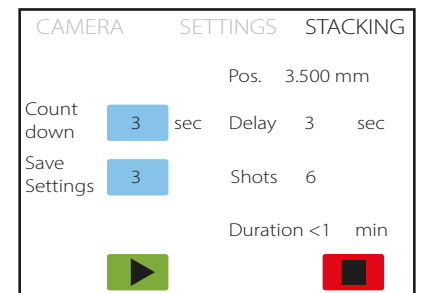 CAMERA SETTINGS STACKING
Pos. 3.500 mm
Count
down 3 sec Delay 3 sec
Save
Settings 3 Shots 6
Duration <1 min